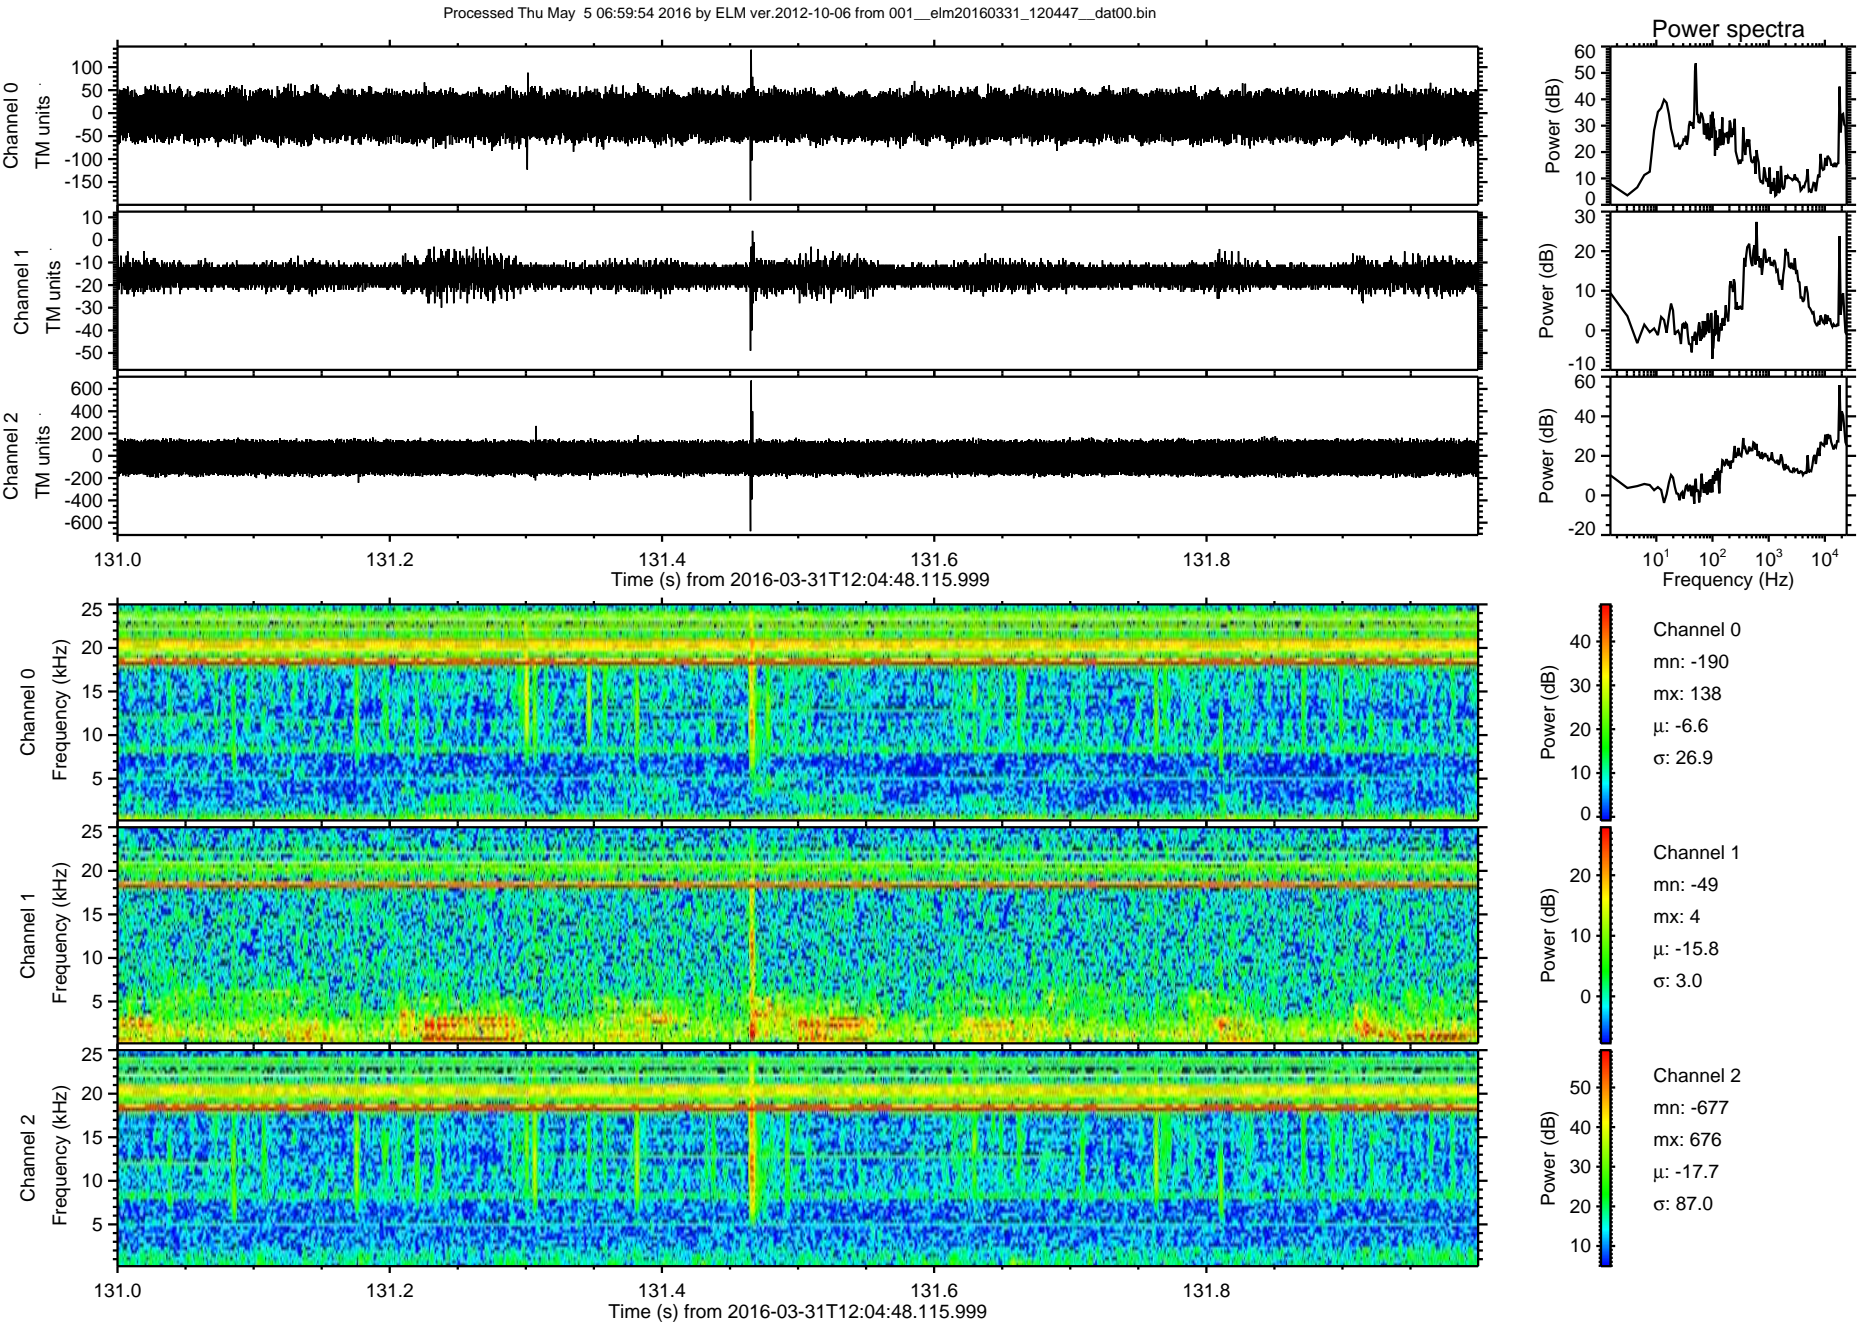 Processed Thu May  5 06:59:54 2016 by ELM ver.2012-10-06 from 001__elm20160331_120447__dat00.bin
Power spectra
Channel 0
TM units
100
50
0
-50
-100
-150
Power (dB)
60
50
40
30
20
10
0
Channel 1
TM units
10
0
-10
-20
-30
-40
-50
Power (dB)
30
20
10
0
-10
Channel 2
TM units
600
400
200
0
-200
-400
-600
Power (dB)
60
40
20
0
-20
131.0 131.2 131.4 131.6 131.8
Time (s) from 2016-03-31T12:04:48.115.999
10^1 10^2 10^3 10^4
Frequency (Hz)
Channel 0
Frequency (kHz)
25
20
15
10
5
Power (dB)
40
30
20
10
0
Channel 0
mn: -190
mx: 138
μ: -6.6
σ: 26.9
Channel 1
Frequency (kHz)
25
20
15
10
5
Power (dB)
20
10
0
Channel 1
mn: -49
mx: 4
μ: -15.8
σ: 3.0
Channel 2
Frequency (kHz)
25
20
15
10
5
Power (dB)
50
40
30
20
10
Channel 2
mn: -677
mx: 676
μ: -17.7
σ: 87.0
131.0 131.2 131.4 131.6 131.8
Time (s) from 2016-03-31T12:04:48.115.999